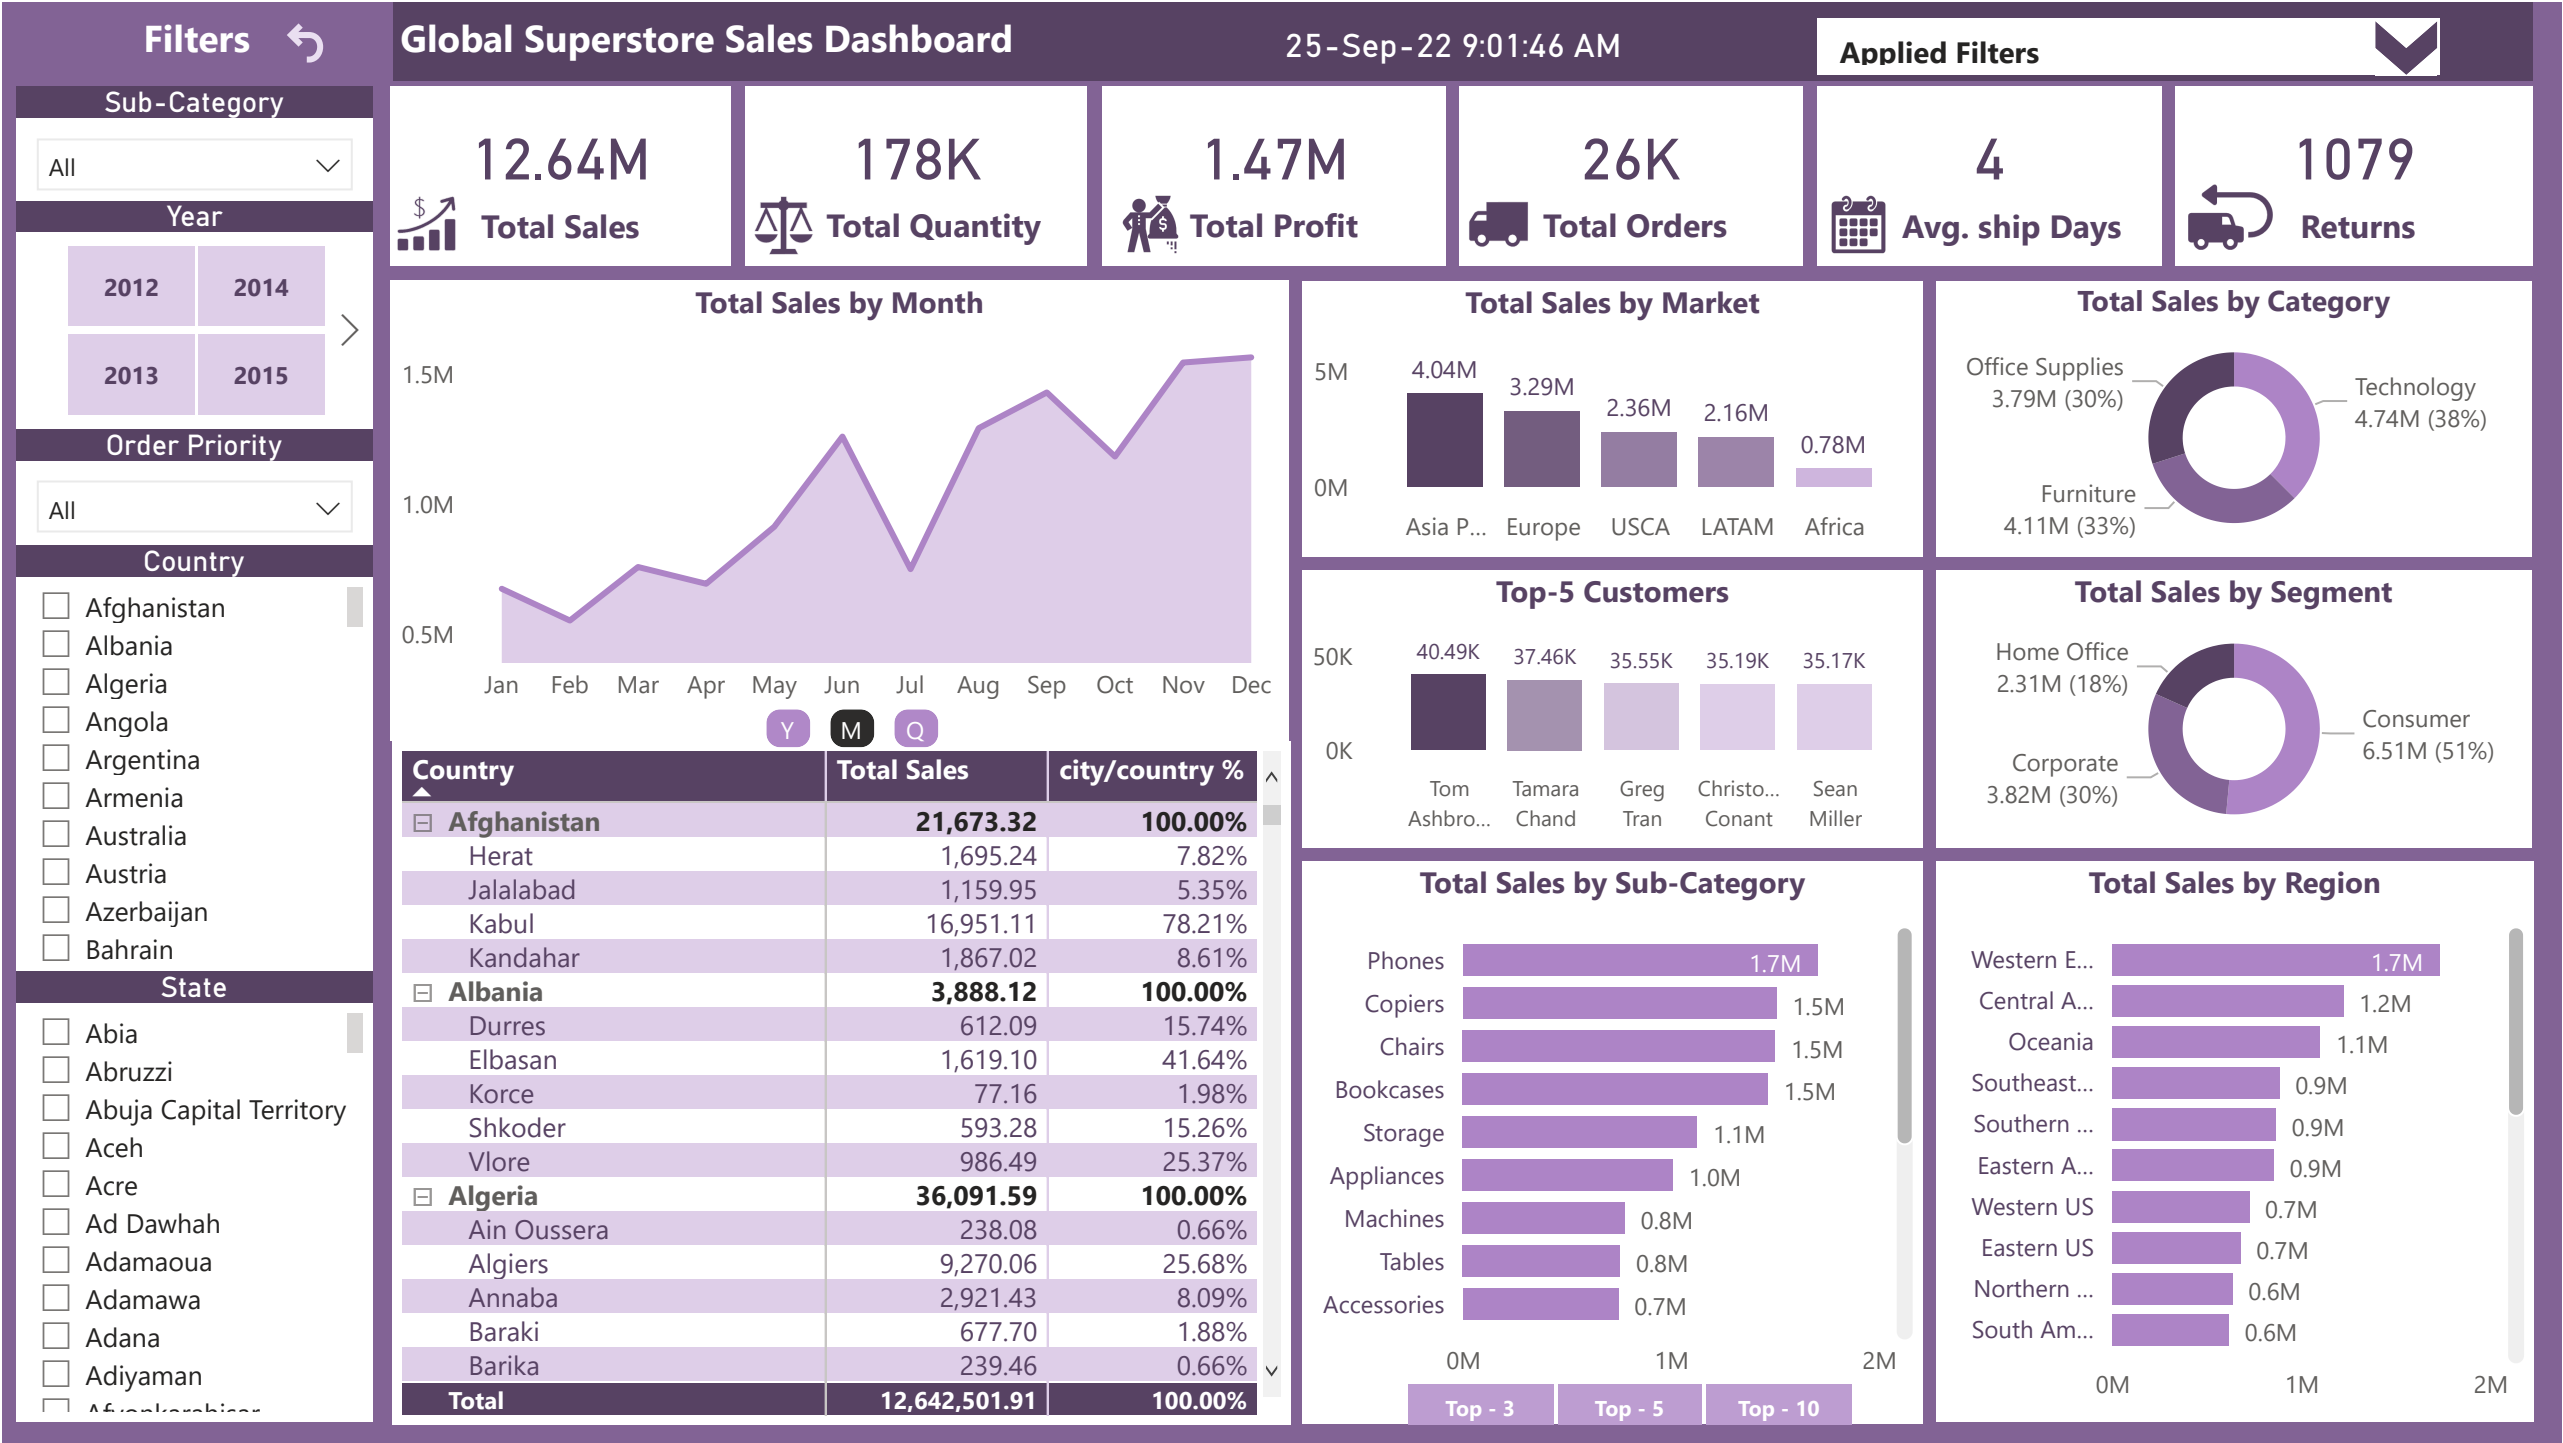 Filters
Global Superstore Sales Dashboard
25-Sep-22 9:01:46 AM
Applied Filters
Sub-Category
All
Year
2012
2014
2013
2015
Order Priority
All
Country
Afghanistan
Albania
Algeria
Angola
Argentina
Armenia
Australia
Austria
Azerbaijan
Bahrain
State
Abia
Abruzzi
Abuja Capital Territory
Aceh
Acre
Ad Dawhah
Adamaoua
Adamawa
Adana
Adiyaman
12.64M
$
Total Sales
178K
Total Quantity
1.47M
$
Total Profit
26K
Total Orders
4
Avg. ship Days
1079
Returns
Total Sales by Month
1.5M
1.0M
0.5M
Jan Feb Mar Apr May Jun Jul Aug Sep Oct Nov Dec
Y M Q
Country Total Sales city/country %
Afghanistan 21,673.32 100.00%
Herat 1,695.24 7.82%
Jalalabad 1,159.95 5.35%
Kabul 16,951.11 78.21%
Kandahar 1,867.02 8.61%
Albania 3,888.12 100.00%
Durres 612.09 15.74%
Elbasan 1,619.10 41.64%
Korce 77.16 1.98%
Shkoder 593.28 15.26%
Vlore 986.49 25.37%
Algeria 36,091.59 100.00%
Ain Oussera 238.08 0.66%
Algiers 9,270.06 25.68%
Annaba 2,921.43 8.09%
Baraki 677.70 1.88%
Barika 239.46 0.66%
Total 12,642,501.91 100.00%
Total Sales by Market
5M
0M
4.04M
3.29M
2.36M
2.16M
0.78M
Asia P... Europe USCA LATAM Africa
Total Sales by Category
Office Supplies
3.79M (30%)
Technology
4.74M (38%)
Furniture
4.11M (33%)
Top-5 Customers
50K
0K
40.49K 37.46K 35.55K 35.19K 35.17K
Tom Tamara Greg Christo... Sean
Ashbro... Chand Tran Conant Miller
Total Sales by Segment
Home Office
2.31M (18%)
Consumer
6.51M (51%)
Corporate
3.82M (30%)
Total Sales by Sub-Category
Phones 1.7M
Copiers 1.5M
Chairs 1.5M
Bookcases 1.5M
Storage 1.1M
Appliances 1.0M
Machines 0.8M
Tables 0.8M
Accessories 0.7M
0M 1M 2M
Top - 3 Top - 5 Top - 10
Total Sales by Region
Western E... 1.7M
Central A... 1.2M
Oceania 1.1M
Southeast... 0.9M
Southern ... 0.9M
Eastern A... 0.9M
Western US 0.7M
Eastern US 0.7M
Northern ... 0.6M
South Am... 0.6M
0M 1M 2M